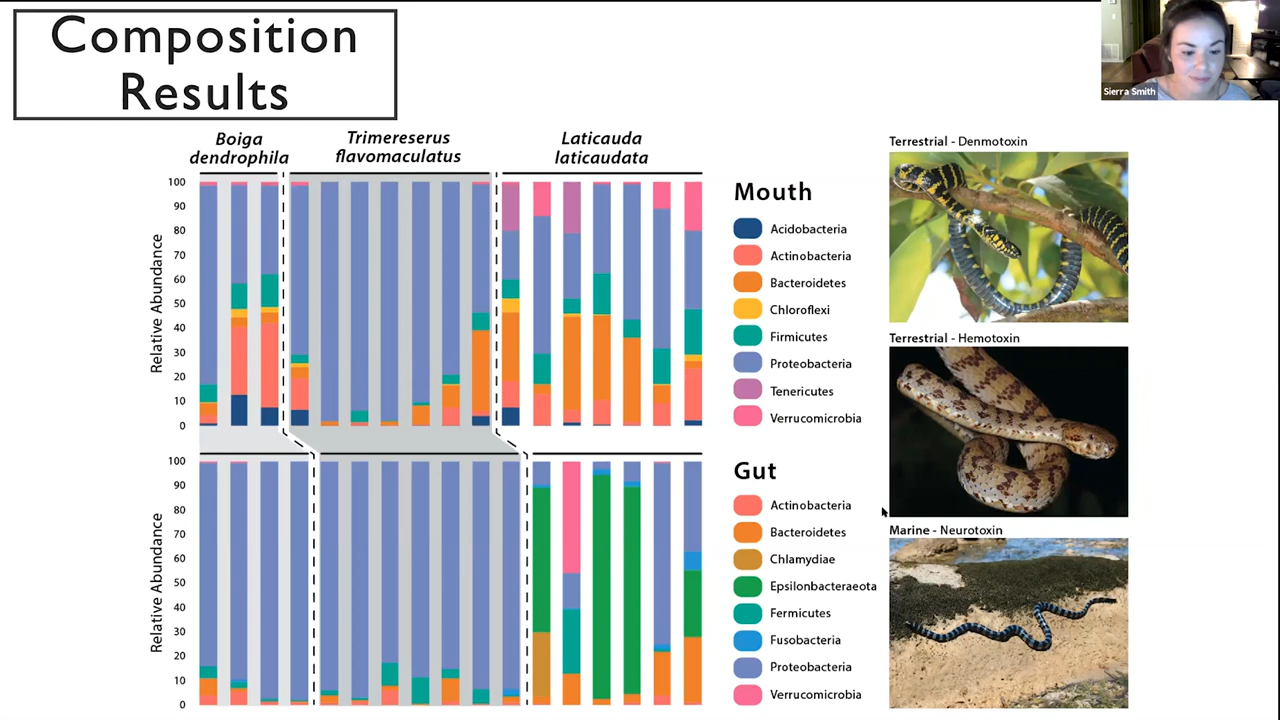 Composition
Results
Sierra Smith
Boiga
dendrophila
Trimereserus
flavomaculatus
Laticauda
laticaudata
Relative Abundance
100
90
80
70
60
50
40
30
20
10
0
Mouth
Acidobacteria
Actinobacteria
Bacteroidetes
Chloroflexi
Firmicutes
Proteobacteria
Tenericutes
Verrucomicrobia
Relative Abundance
100
90
80
70
60
50
40
30
20
10
0
Gut
Actinobacteria
Bacteroidetes
Chlamydiae
Epsilonbacteraeota
Fermicutes
Fusobacteria
Proteobacteria
Verrucomicrobia
Terrestrial - Denmotoxin
Terrestrial - Hemotoxin
Marine - Neurotoxin